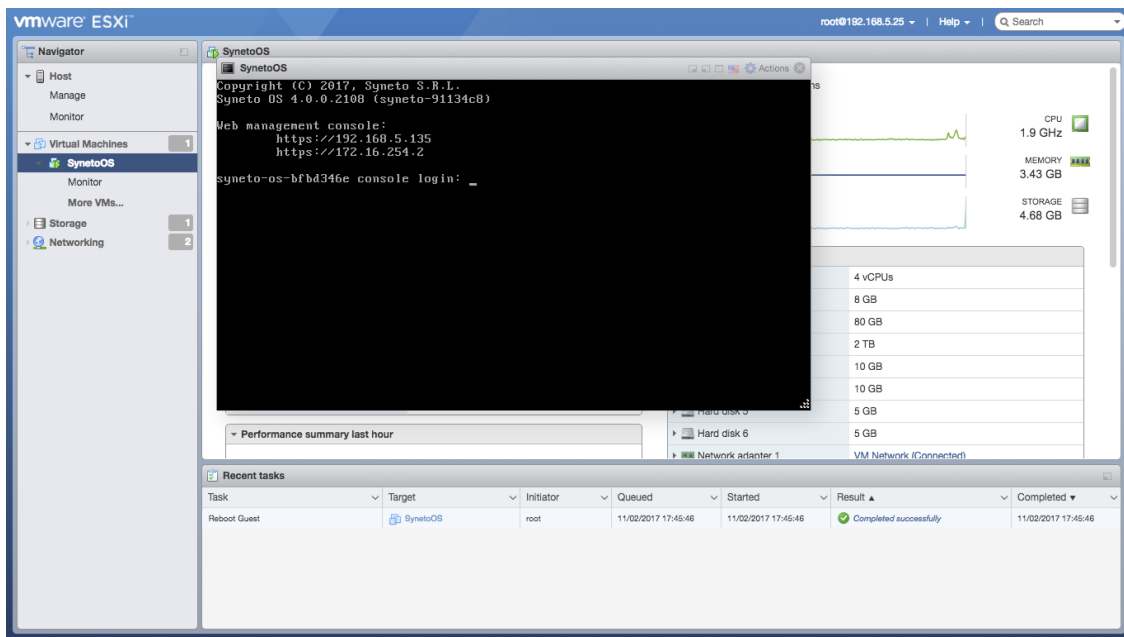 vmware ESXi™
root@192.168.5.25
Help
Search
Navigator
Host
Manage
Monitor
Virtual Machines
1
SynetoOS
Monitor
More VMs...
Storage
1
Networking
2
SynetoOS
SynetoOS
Actions
Copyright (C) 2017, Syneto S.R.L.
Syneto OS 4.0.0.2108 (syneto-91134c8)
Web management console:
https://192.168.5.135
https://172.16.254.2
syneto-os-bfbd346e console login: _
CPU
1.9 GHz
MEMORY
3.43 GB
STORAGE
4.68 GB
4 vCPUs
8 GB
80 GB
2 TB
10 GB
10 GB
Hard disk 5
5 GB
Hard disk 6
5 GB
Network adapter 1
VM Network (Connected)
Performance summary last hour
Recent tasks
Task
Target
Initiator
Queued
Started
Result
Completed
Reboot Guest
SynetoOS
root
11/02/2017 17:45:46
11/02/2017 17:45:46
Completed successfully
11/02/2017 17:45:46